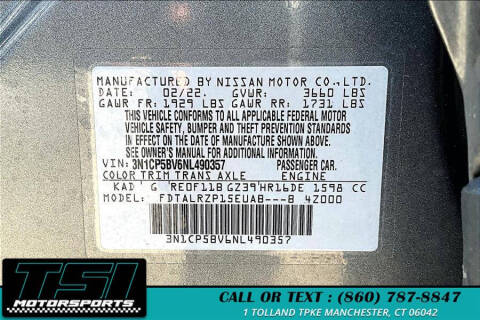 MANUFACTURED BY NISSAN MOTOR CO., LTD.
DATE: 02/22. GVWR: 3660 LBS
GAWR FR: 1929 LBS GAWR RR: 1731 LBS
THIS VEHICLE CONFORMS TO ALL APPLICABLE FEDERAL MOTOR
VEHICLE SAFETY, BUMPER AND THEFT PREVENTION STANDARDS
IN EFFECT ON THE DATE OF MANUFACTURE SHOWN ABOVE.
SEE OWNER'S MANUAL FOR ADDITIONAL INFORMATION
VIN: 3N1CP5BV6NL490357 PASSENGER CAR.
COLOR TRIM TRANS AXLE ENGINE
KAD G RE0F11B GZ39 HR16DE 1598 CC
MODEL: FDTALRZP15EUAB---B 4Z000
3N1CP5BV6NL490357
TSI
MOTORSPORTS
CALL OR TEXT : (860) 787-8847
1 TOLLAND TPKE MANCHESTER, CT 06042